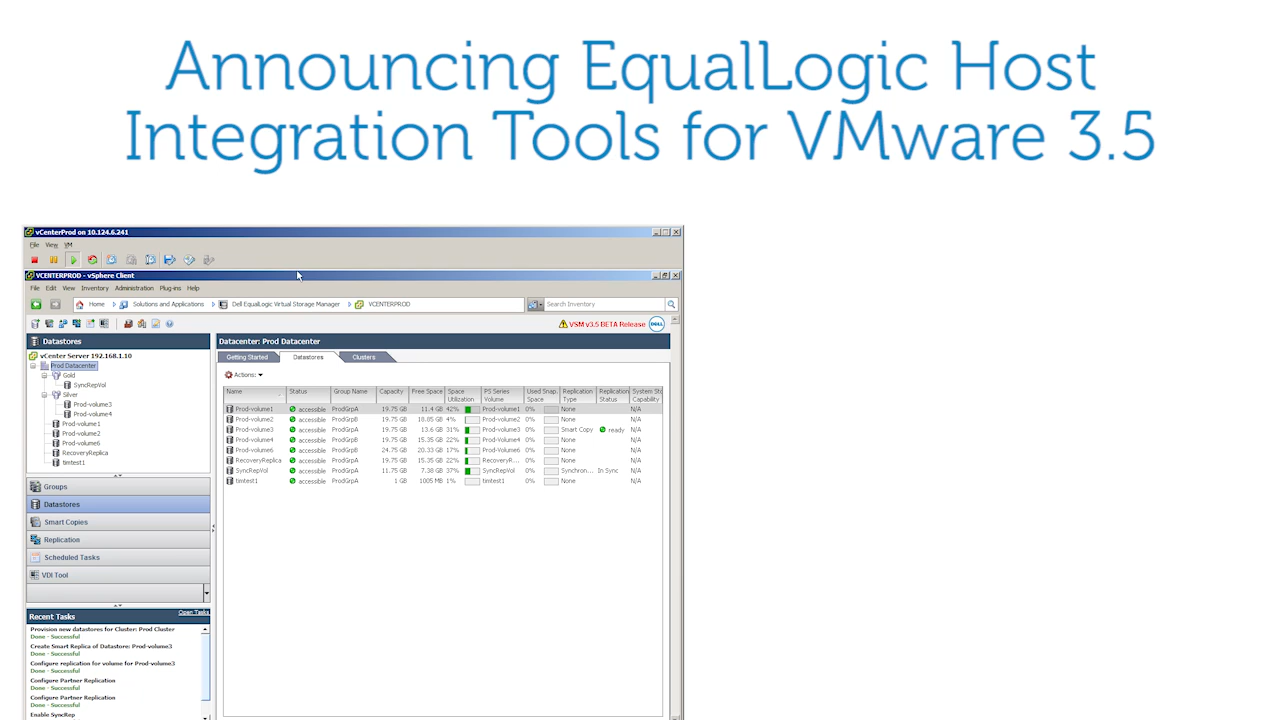 Announcing EqualLogic Host
Integration Tools for VMware 3.5
vCenterProd on 10.124.6.241
File View VM
VCENTERPROD - vSphere Client
File Edit View Inventory Administration Plug-ins Help
Home Solutions and Applications Dell EqualLogic Virtual Storage Manager VCENTERPROD Search Inventory
VSM v3.5 BETA Release DELL
Datastores
vCenter Server 192.168.1.10
Prod Datacenter
Gold
SyncRepVol
Silver
Prod-volume3
Prod-volume4
Prod-volume1
Prod-volume2
Prod-volume6
RecoveryReplica
timtest1
Groups
Datastores
Smart Copies
Replication
Scheduled Tasks
VDI Tool
Recent Tasks Open Tasks
Provision new datastores for Cluster: Prod Cluster
Done - Successful
Create Smart Replica of Datastore: Prod-volume3
Done - Successful
Configure replication for volume for Prod-volume3
Done - Successful
Configure Partner Replication
Done - Successful
Configure Partner Replication
Done - Successful
Enable SyncRep
Datacenter: Prod Datacenter
Getting Started Datastores Clusters
Actions:
Name Status Group Name Capacity Free Space Space Utilization PS Series Volume Used Snap. Space Replication Type Replication Status System Sto Capability
Prod-volume1 accessible ProdGrpA 19.75 GB 11.4 GB 42% Prod-volume1 0% None N/A
Prod-volume2 accessible ProdGrpB 19.75 GB 18.85 GB 4% Prod-volume2 0% None N/A
Prod-volume3 accessible ProdGrpA 19.75 GB 13.6 GB 31% Prod-volume3 0% Smart Copy ready N/A
Prod-volume4 accessible ProdGrpB 19.75 GB 15.35 GB 22% Prod-Volume4 0% None N/A
Prod-volume6 accessible ProdGrpB 24.75 GB 20.33 GB 17% Prod-volume6 0% None N/A
RecoveryReplica accessible ProdGrpA 19.75 GB 15.35 GB 22% RecoveryR... 0% None N/A
SyncRepVol accessible ProdGrpA 11.75 GB 7.38 GB 37% SyncRepVol 0% Synchron... In Sync N/A
timtest1 accessible ProdGrpA 1 GB 1005 MB 1% timtest1 0% None N/A